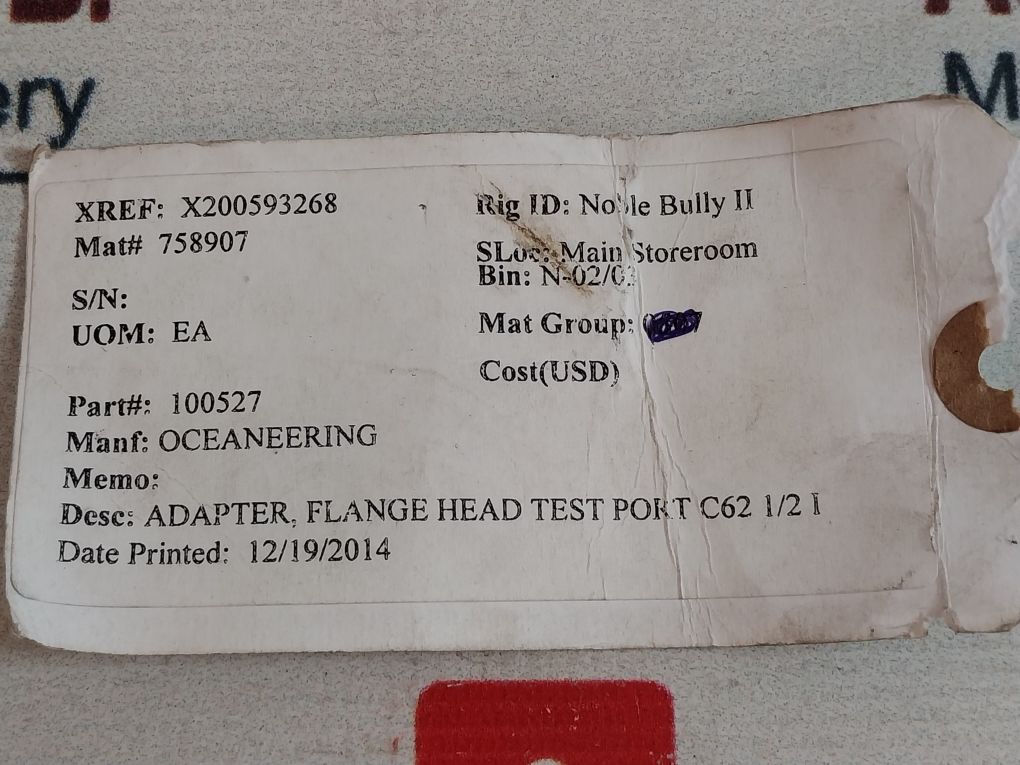 ery
M
XREF: X200593268
Mat# 758907
S/N:
UOM: EA
Part#: 100527
Manf: OCEANEERING
Memo:
Desc: ADAPTER, FLANGE HEAD TEST PORT C62 1/2 I
Date Printed: 12/19/2014
Rig ID: Noble Bully II
SLoc: Main Storeroom
Bin: N-02/03
Mat Group:
Cost(USD)